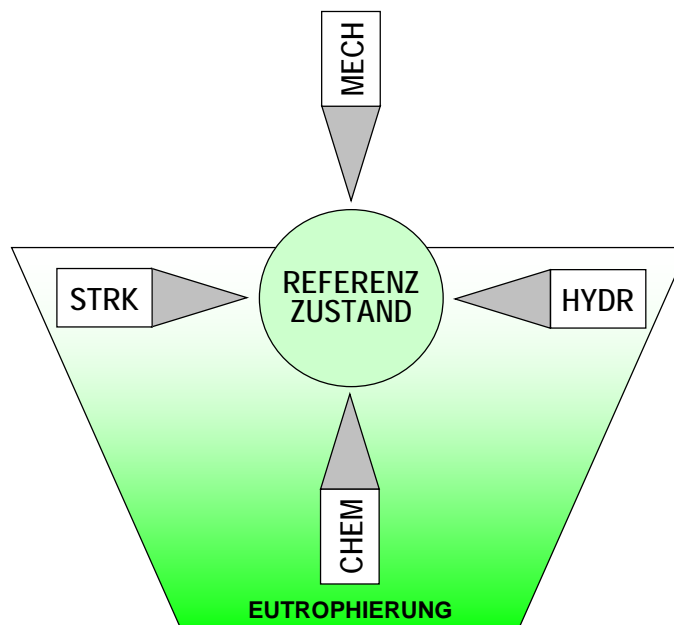 MECH
REFERENZ
ZUSTAND
STRK
HYDR
CHEM
EUTROPHIERUNG